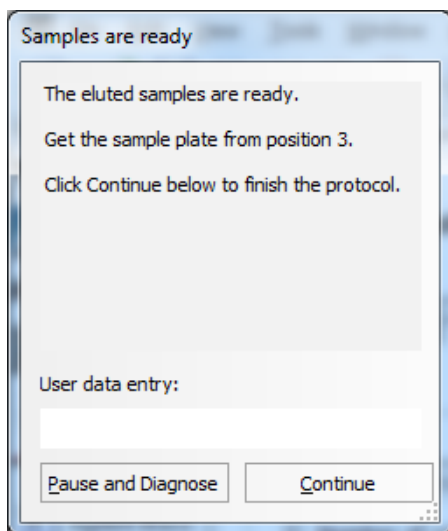 Samples are ready
The eluted samples are ready.
Get the sample plate from position 3.
Click Continue below to finish the protocol.
User data entry:
Pause and Diagnose
Continue